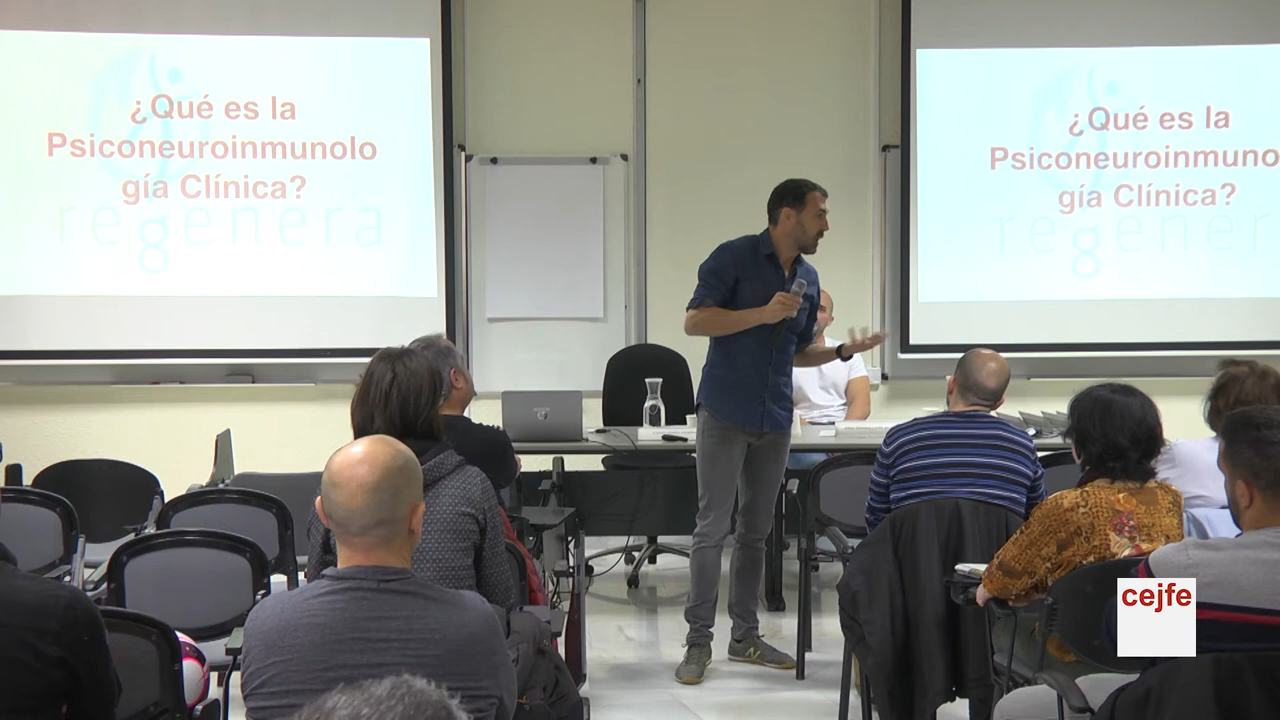 ¿Qué es la
Psiconeuroinmunolo
gía Clínica?
regenera
¿Qué es la
Psiconeuroinmuno
gía Clínica?
regener
cejfe